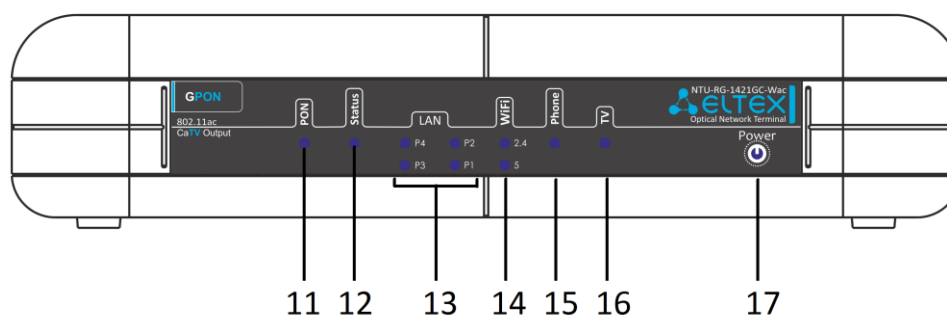 GPON
802.11ac
CaTV Output
PON
Status
LAN
P4
P2
P3
P1
WiFi
2.4
5
Phone
TV
NTU-RG-1421GC-Wac
ELTEX
Optical Network Terminal
Power
11 12 13 14 15 16 17